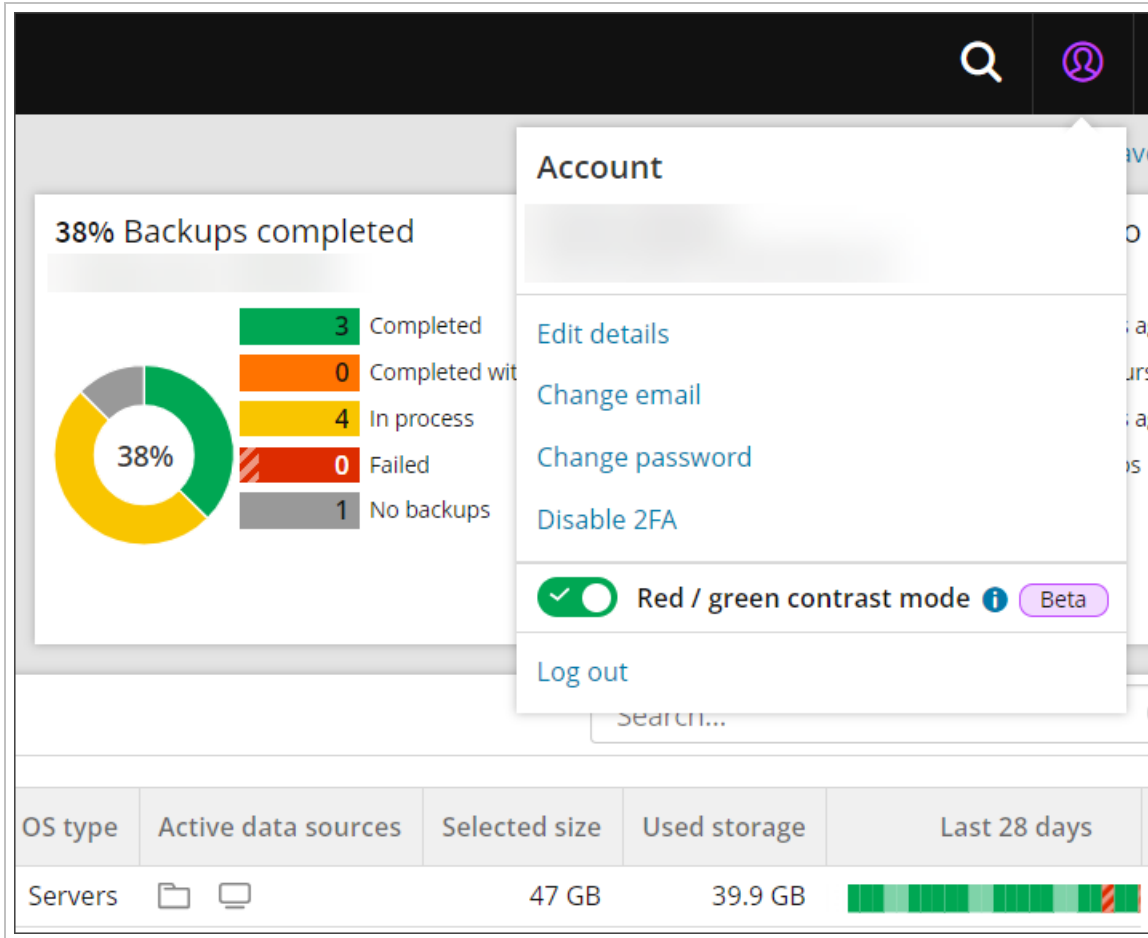 Account
38% Backups completed
3 Completed
0 Completed wit
4 In process
0 Failed
1 No backups
38%
Edit details
Change email
Change password
Disable 2FA
Red / green contrast mode i Beta
Log out
Search...
OS type Active data sources Selected size Used storage Last 28 days
Servers 47 GB 39.9 GB